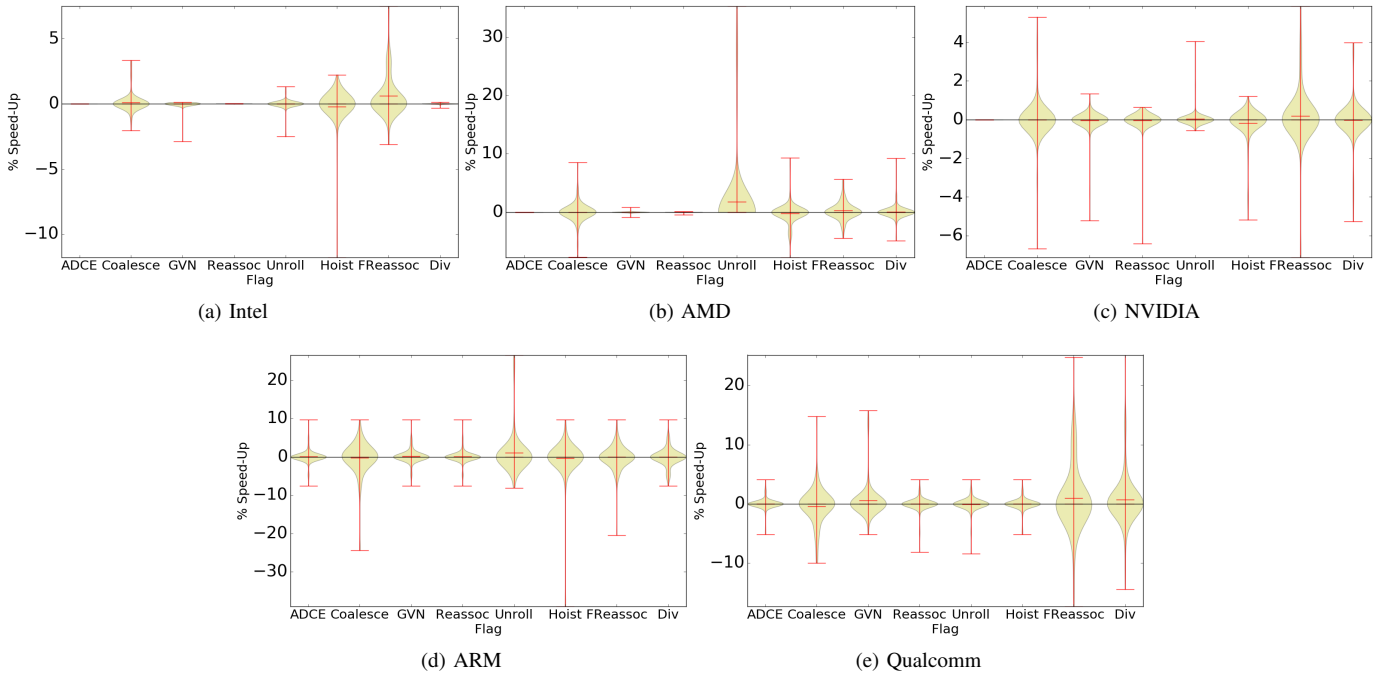 % Speed-Up
5
0
−5
−10
ADCE Coalesce GVN Reassoc Unroll Hoist FReassoc Div
Flag
(a) Intel
% Speed-Up
30
20
10
0
ADCE Coalesce GVN Reassoc Unroll Hoist FReassoc Div
Flag
(b) AMD
% Speed-Up
4
2
0
−2
−4
−6
ADCE Coalesce GVN Reassoc Unroll Hoist FReassoc Div
Flag
(c) NVIDIA
% Speed-Up
20
10
0
−10
−20
−30
ADCE Coalesce GVN Reassoc Unroll Hoist FReassoc Div
Flag
(d) ARM
% Speed-Up
20
10
0
−10
ADCE Coalesce GVN Reassoc Unroll Hoist FReassoc Div
Flag
(e) Qualcomm